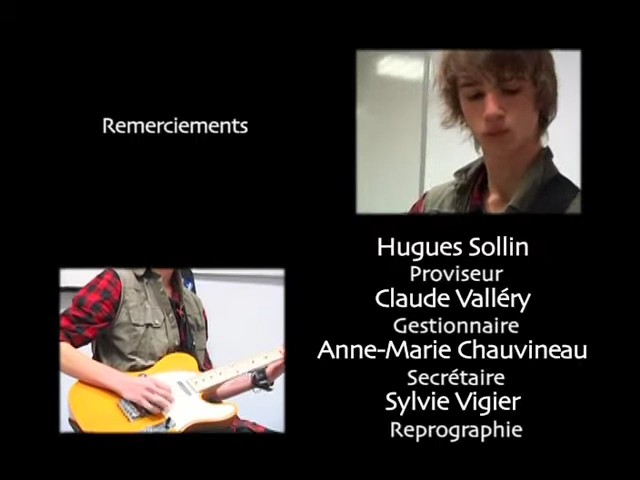 Remerciements
Hugues Sollin
Proviseur
Claude Valléry
Gestionnaire
Anne-Marie Chauvineau
Secrétaire
Sylvie Vigier
Reprographie